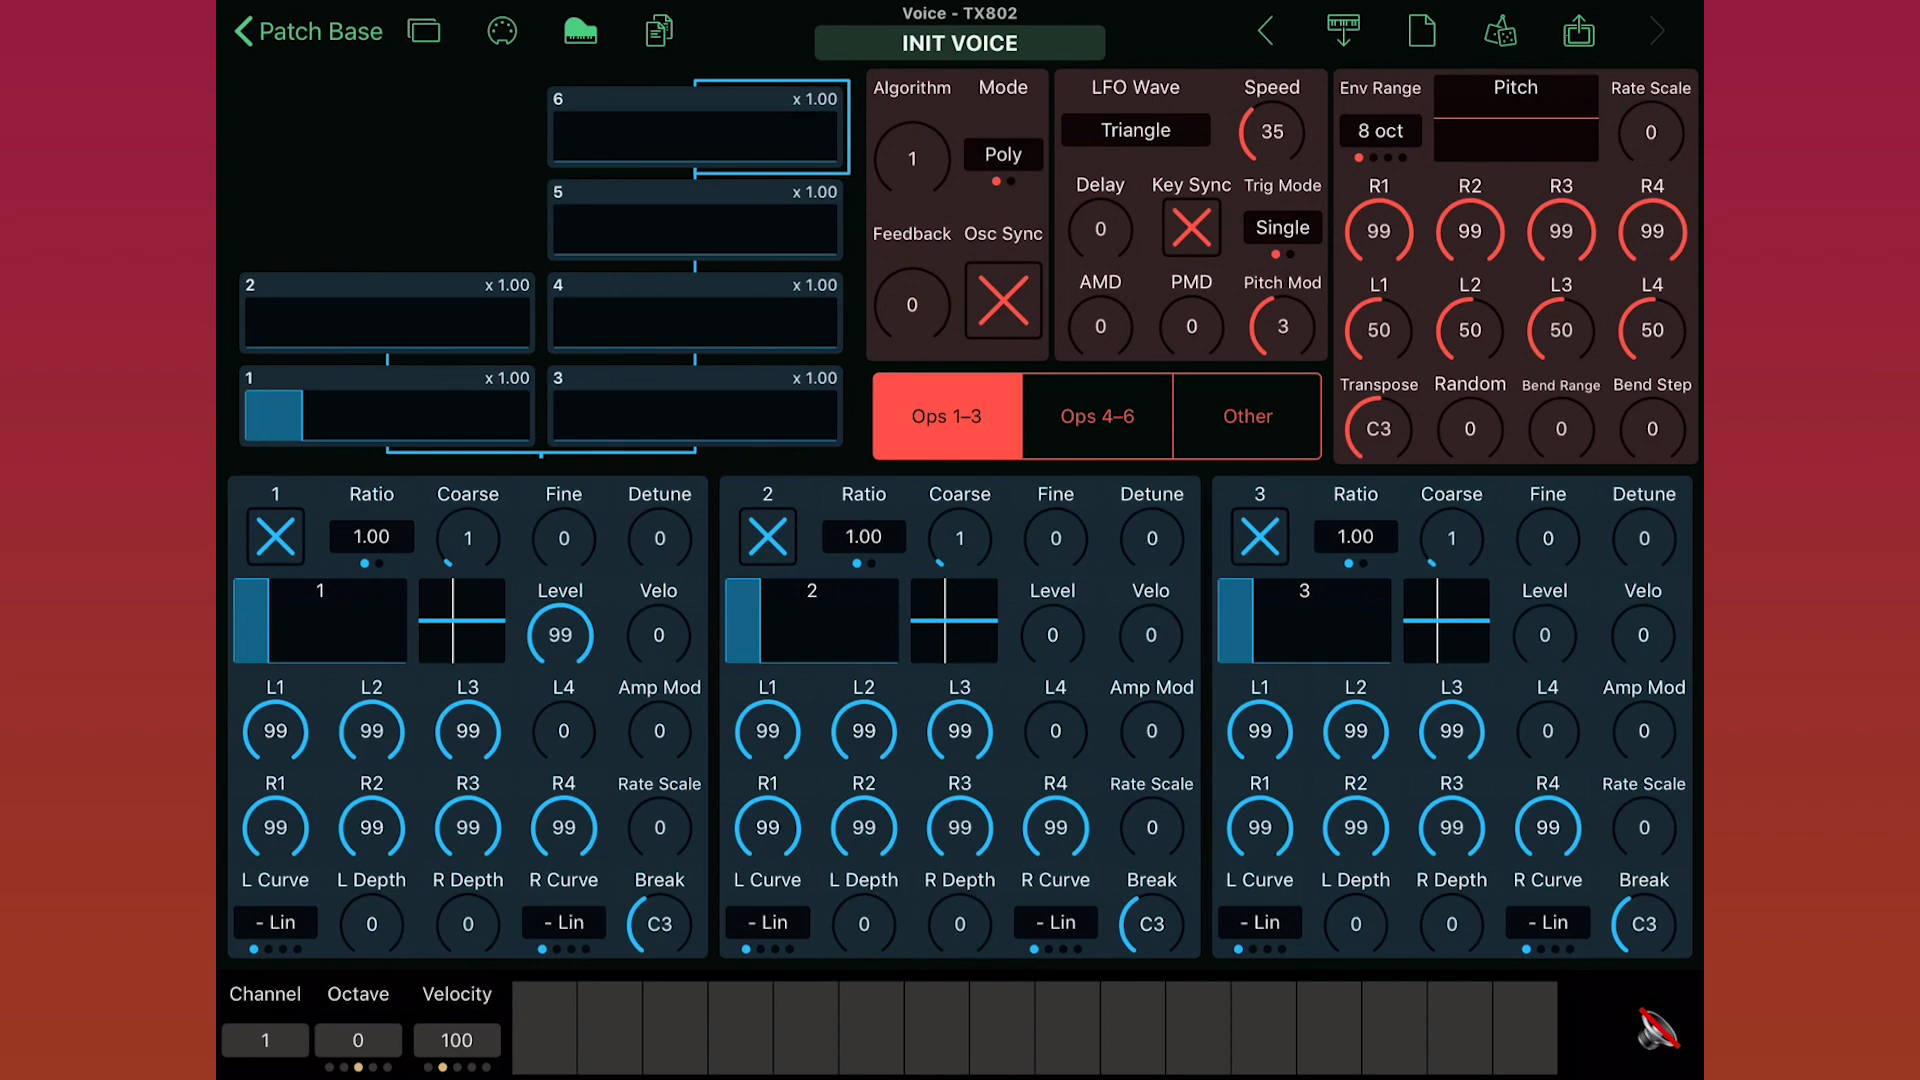 Patch Base
Voice - TX802
INIT VOICE
6 x 1.00
5 x 1.00
2 x 1.00
4 x 1.00
1 x 1.00
3 x 1.00
Algorithm Mode
1 Poly
Feedback Osc Sync
0
LFO Wave Speed
Triangle 35
Delay Key Sync Trig Mode
0 Single
AMD PMD Pitch Mod
0 0 3
Ops 1–3 Ops 4–6 Other
Env Range Pitch Rate Scale
8 oct 0
R1 R2 R3 R4
99 99 99 99
L1 L2 L3 L4
50 50 50 50
Transpose Random Bend Range Bend Step
C3 0 0 0
1 Ratio Coarse Fine Detune
1.00 1 0 0
1 Level Velo
99 0
L1 L2 L3 L4 Amp Mod
99 99 99 0 0
R1 R2 R3 R4 Rate Scale
99 99 99 99 0
L Curve L Depth R Depth R Curve Break
- Lin 0 0 - Lin C3
2 Ratio Coarse Fine Detune
1.00 1 0 0
2 Level Velo
0 0
L1 L2 L3 L4 Amp Mod
99 99 99 0 0
R1 R2 R3 R4 Rate Scale
99 99 99 99 0
L Curve L Depth R Depth R Curve Break
- Lin 0 0 - Lin C3
3 Ratio Coarse Fine Detune
1.00 1 0 0
3 Level Velo
0 0
L1 L2 L3 L4 Amp Mod
99 99 99 0 0
R1 R2 R3 R4 Rate Scale
99 99 99 99 0
L Curve L Depth R Depth R Curve Break
- Lin 0 0 - Lin C3
Channel Octave Velocity
1 0 100